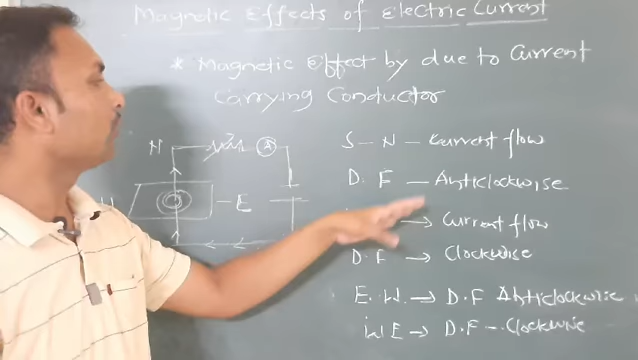 Magnetic Effects of Electric Current
* Magnetic Effect by due to Current
Carrying Conductor
N
A
E
S - N - Current flow
D. F - Anticlockwise
→ Current flow
D. F → Clockwise
E. W. → D.F Anticlockwise
W E → D.F - Clockwise